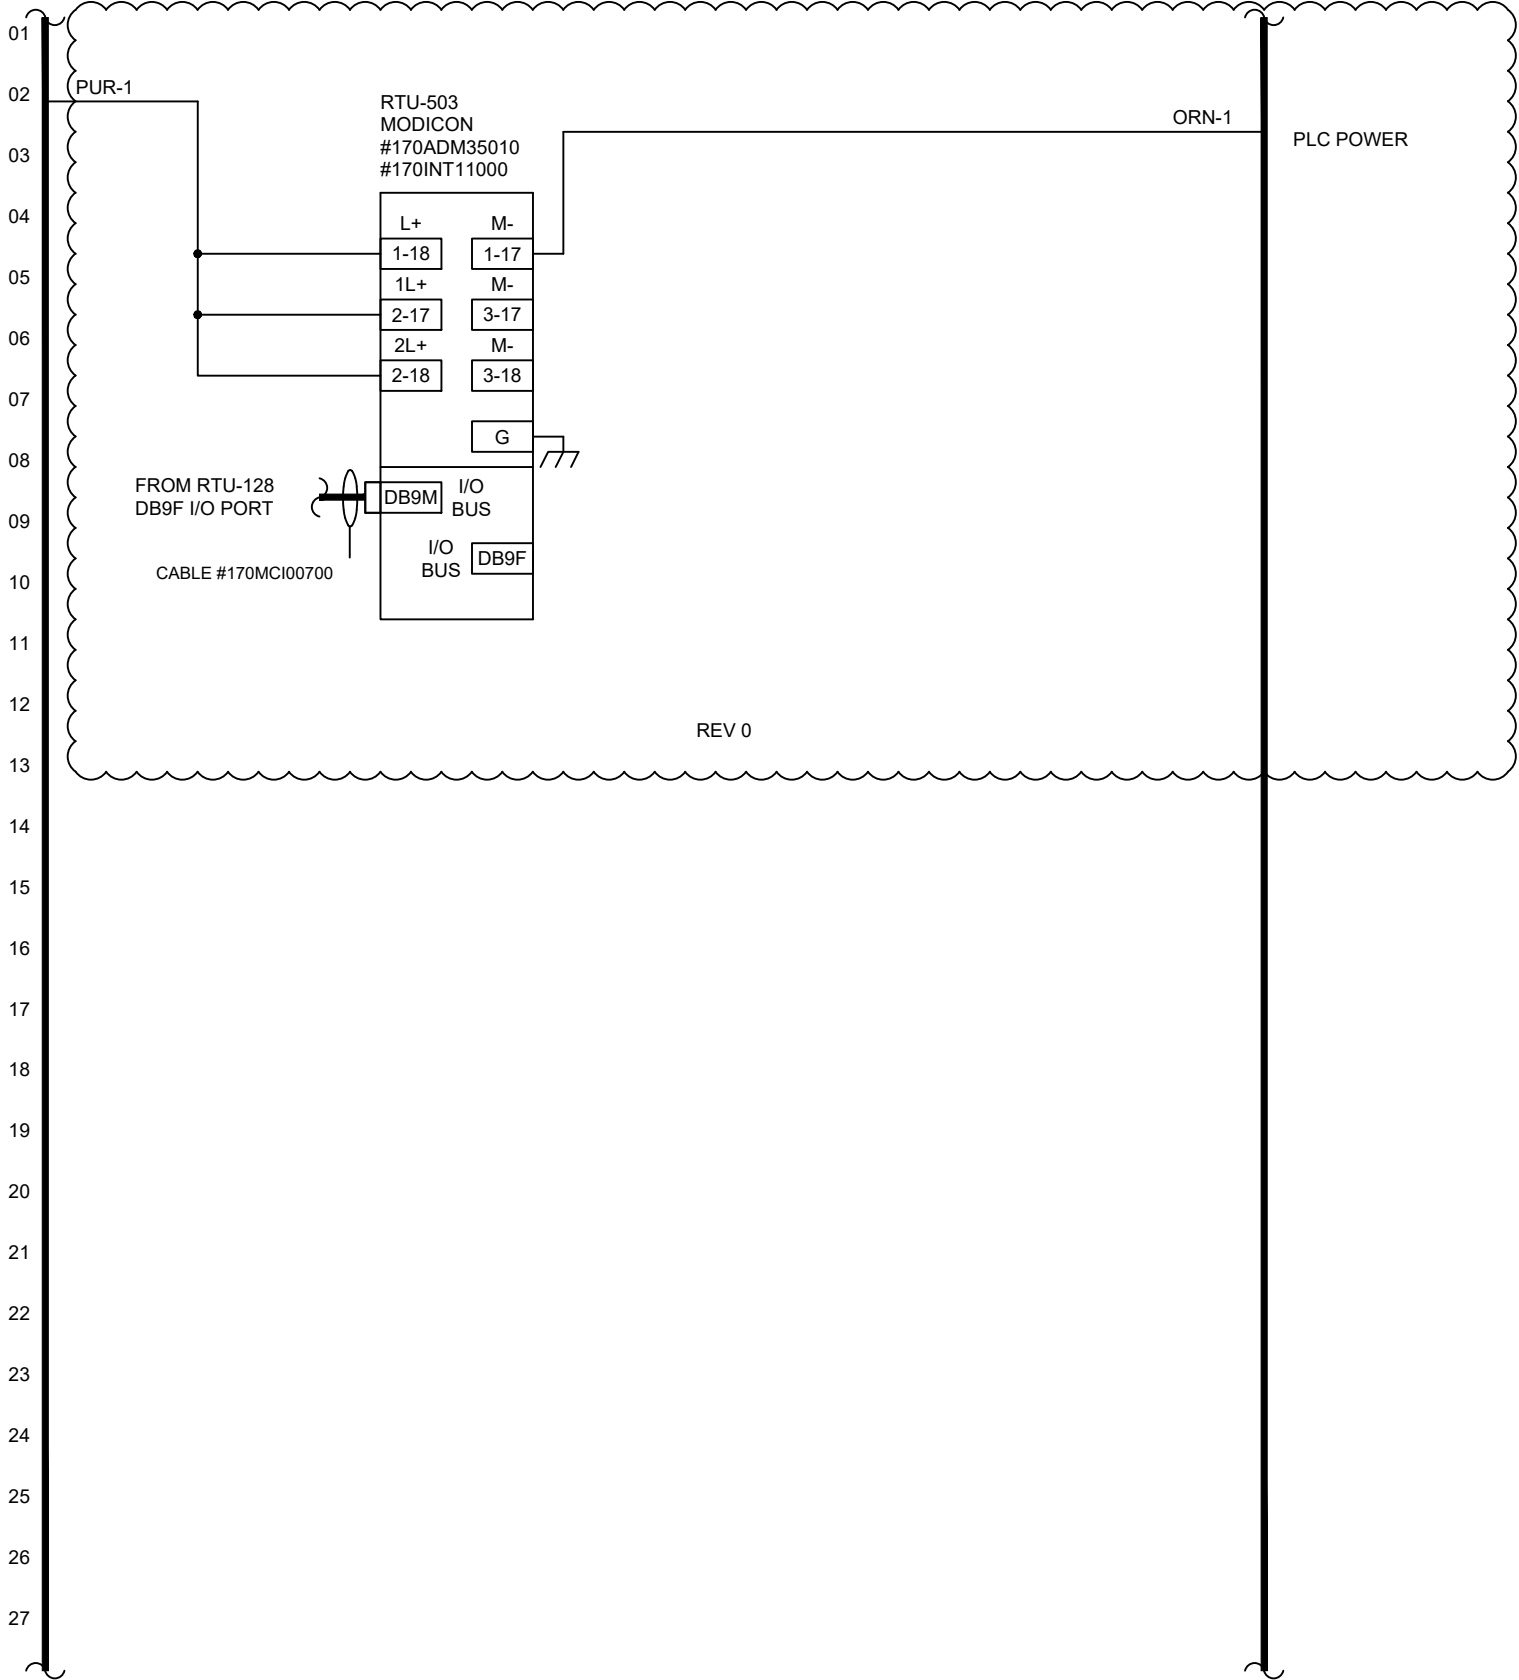 01
02
03
04
05
06
07
08
09
10
11
12
13
14
15
16
17
18
19
20
21
22
23
24
25
26
27
PUR-1
RTU-503
MODICON
#170ADM35010
#170INT11000
ORN-1
PLC POWER
L+ M-
1-18 1-17
1L+ M-
2-17 3-17
2L+ M-
2-18 3-18
G
FROM RTU-128
DB9F I/O PORT
DB9M
I/O
BUS
I/O
BUS
DB9F
CABLE #170MCI00700
REV 0